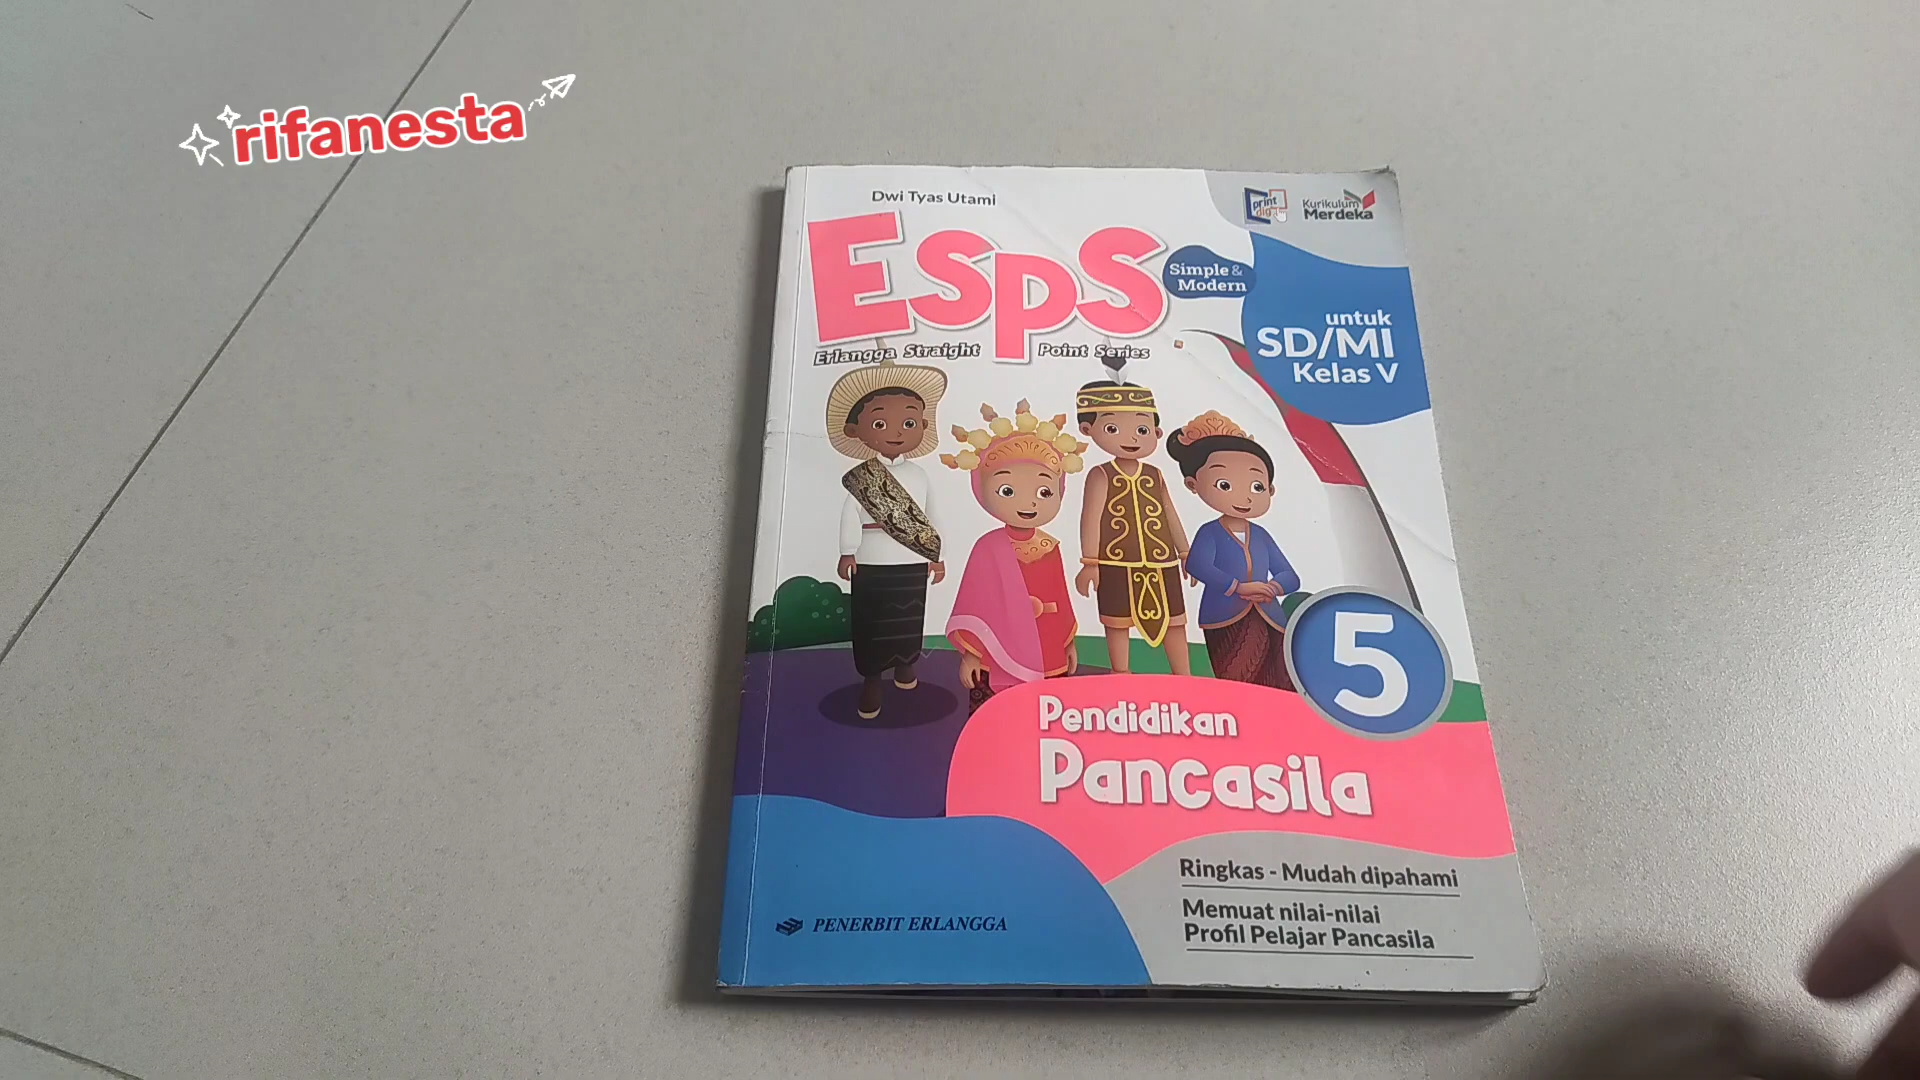 rifanesta
Dwi Tyas Utami
print
digi
Kurikulum
Merdeka
ESPS
Simple &
Modern
Erlangga Straight Point Series
untuk
SD/MI
Kelas V
5
Pendidikan
Pancasila
Ringkas - Mudah dipahami
Memuat nilai-nilai
Profil Pelajar Pancasila
PENERBIT ERLANGGA